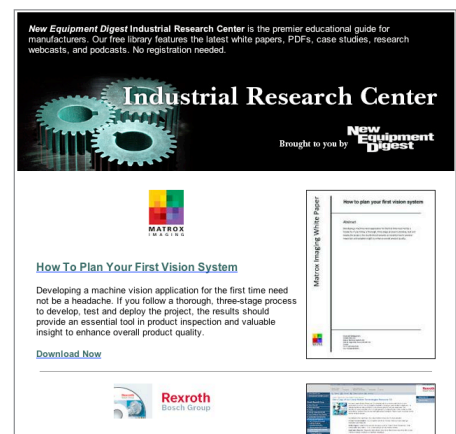 New Equipment Digest Industrial Research Center is the premier educational guide for
manufacturers. Our free library features the latest white papers, PDFs, case studies, research
webcasts, and podcasts. No registration needed.
Industrial Research Center
Brought to you by New Equipment Digest
MATROX
IMAGING
How To Plan Your First Vision System
Developing a machine vision application for the first time need
not be a headache. If you follow a thorough, three-stage process
to develop, test and deploy the project, the results should
provide an essential tool in product inspection and valuable
insight to enhance overall product quality.
Download Now
Matrox Imaging White Paper
How to plan your first vision system
Abstract
Rexroth
Bosch Group